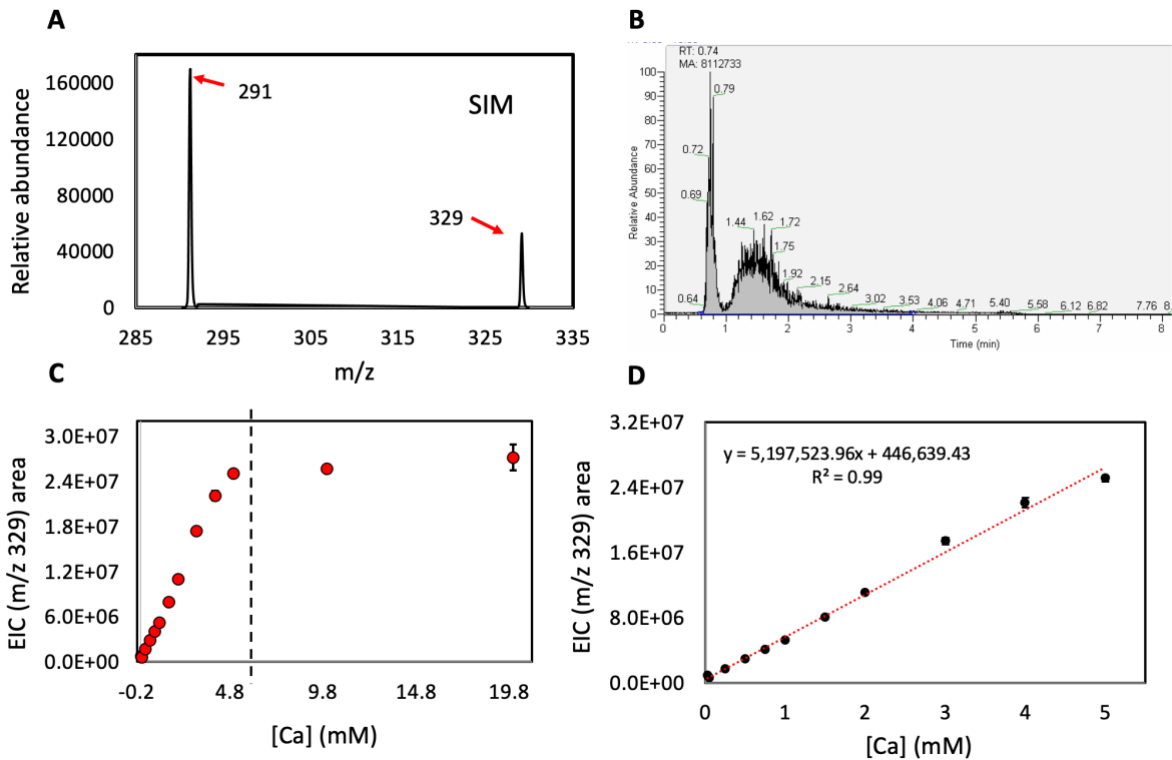 A
Relative abundance
160000
120000
80000
40000
0
291
SIM
329
285 295 305 315 325 335
m/z
B
RT: 0.74
MA: 8112733
Relative Abundance
100
90
80
70
60
50
40
30
20
10
0
0.79
0.72
0.69
0.64
1.44
1.62
1.72
1.75
1.92
2.15
2.64
3.02
3.53
4.06
4.71
5.40
5.58
6.12
6.82
7.76
0 1 2 3 4 5 6 7 8
Time (min)
C
EIC (m/z 329) area
3.0E+07
2.4E+07
1.8E+07
1.2E+07
6.0E+06
0.0E+00
-0.2 4.8 9.8 14.8 19.8
[Ca] (mM)
D
EIC (m/z 329) area
3.2E+07
2.4E+07
1.6E+07
8.0E+06
0.0E+00
y = 5,197,523.96x + 446,639.43
R² = 0.99
0 1 2 3 4 5
[Ca] (mM)